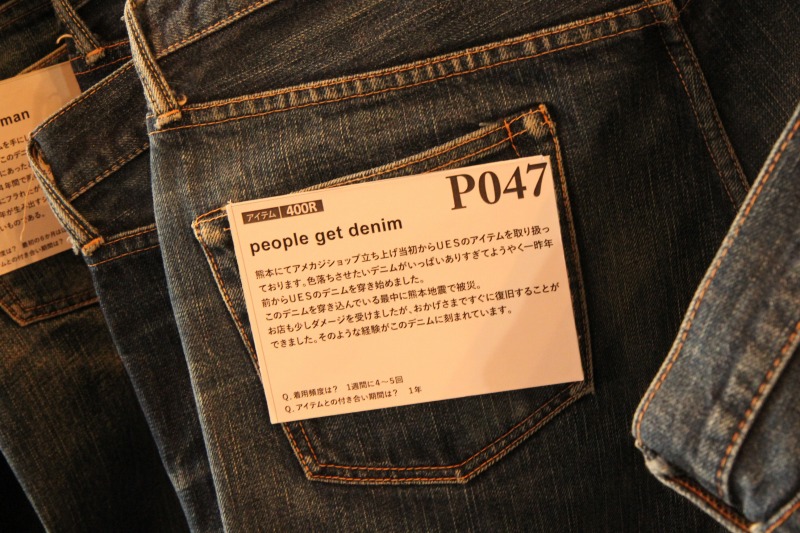 man
P047
アイテム 400R
people get denim
熊本にてアメカジショップ立ち上げ当初からUESのアイテムを取り扱っ
ております。色落ちさせたいデニムがいっぱいありすぎてようやく一昨年
前からUESのデニムを穿き始めました。
このデニムを穿き込んでいる最中に熊本地震で被災。
お店も少しダメージを受けましたが、おかげさまですぐに復旧することが
できました。そのような経験がこのデニムに刻まれています。
Q.着用頻度は? 1週間に4~5回
Q.アイテムとの付き合い期間は? 1年